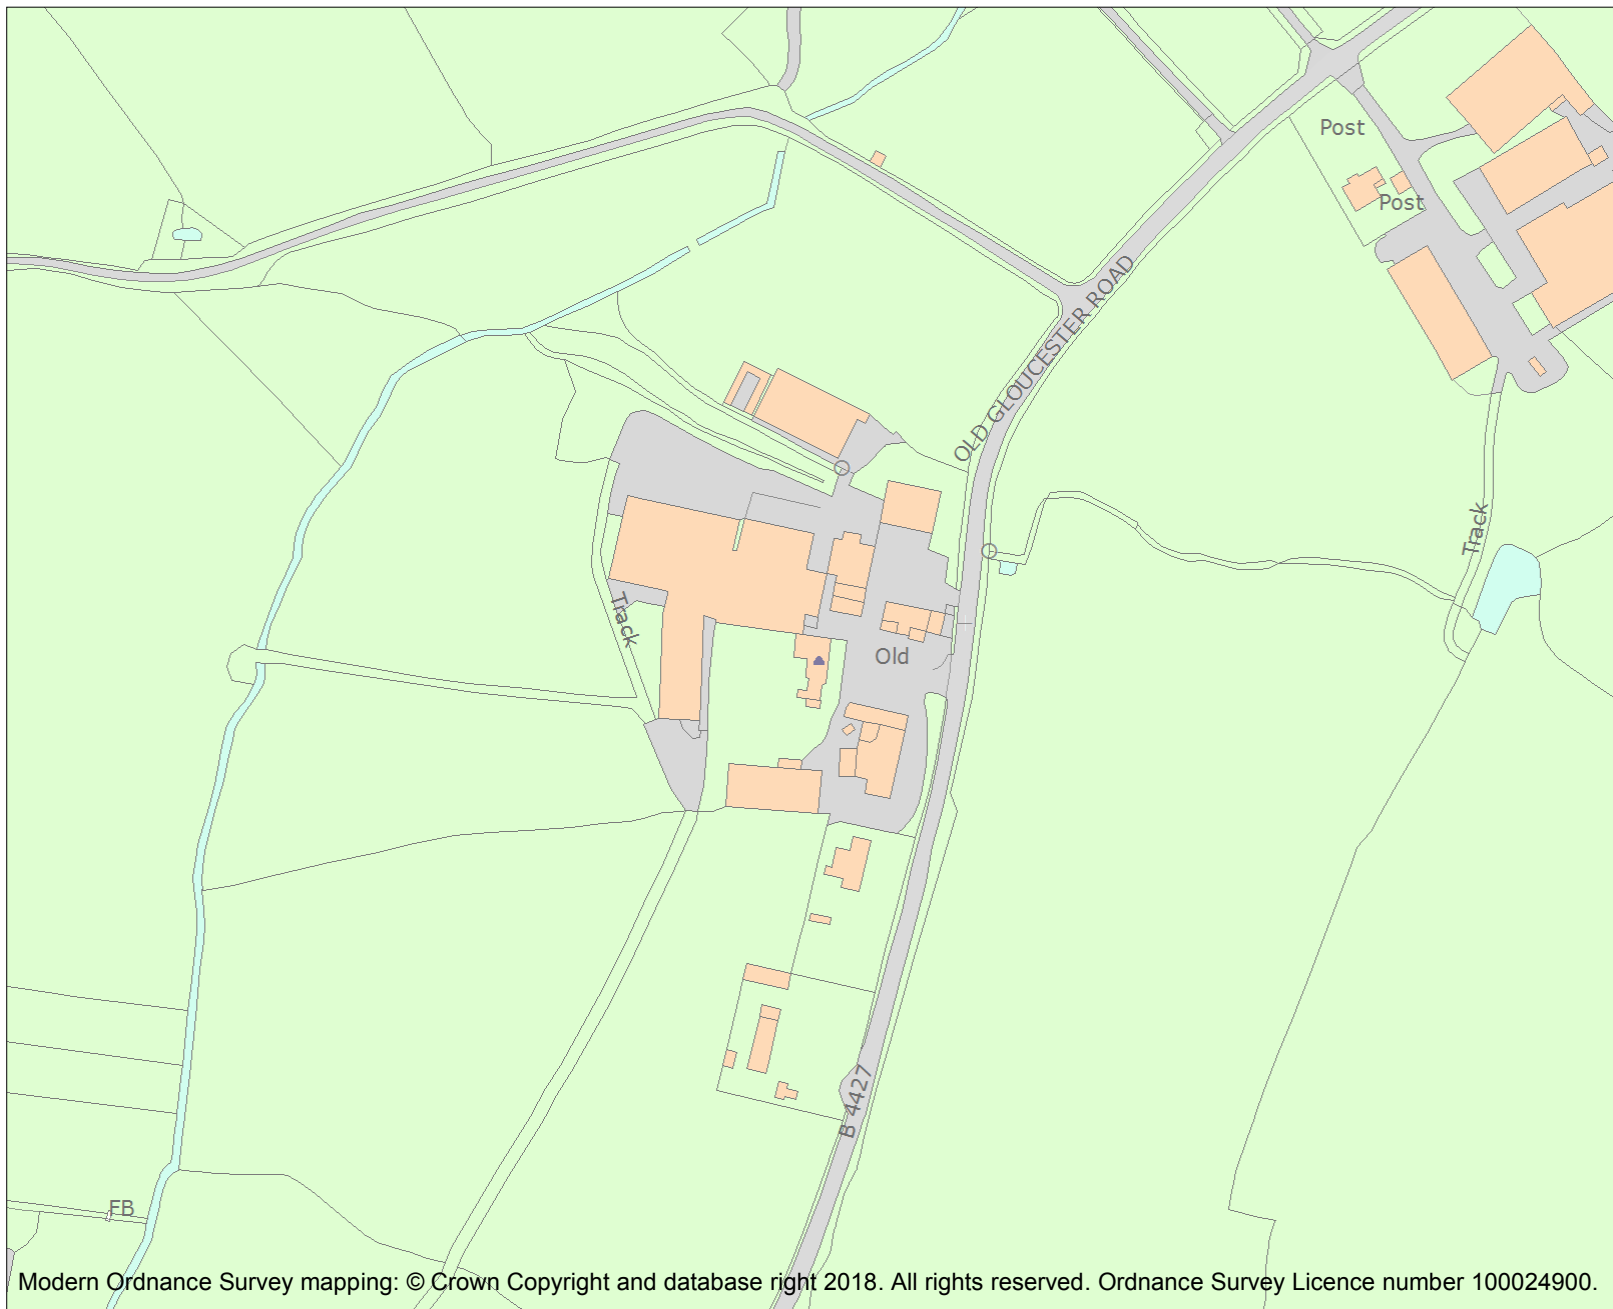 Post
Post
OLD GLOUCESTER ROAD
Track
Track
Old
B 4427
FB
Modern Ordnance Survey mapping: © Crown Copyright and database right 2018. All rights reserved. Ordnance Survey Licence number 100024900.